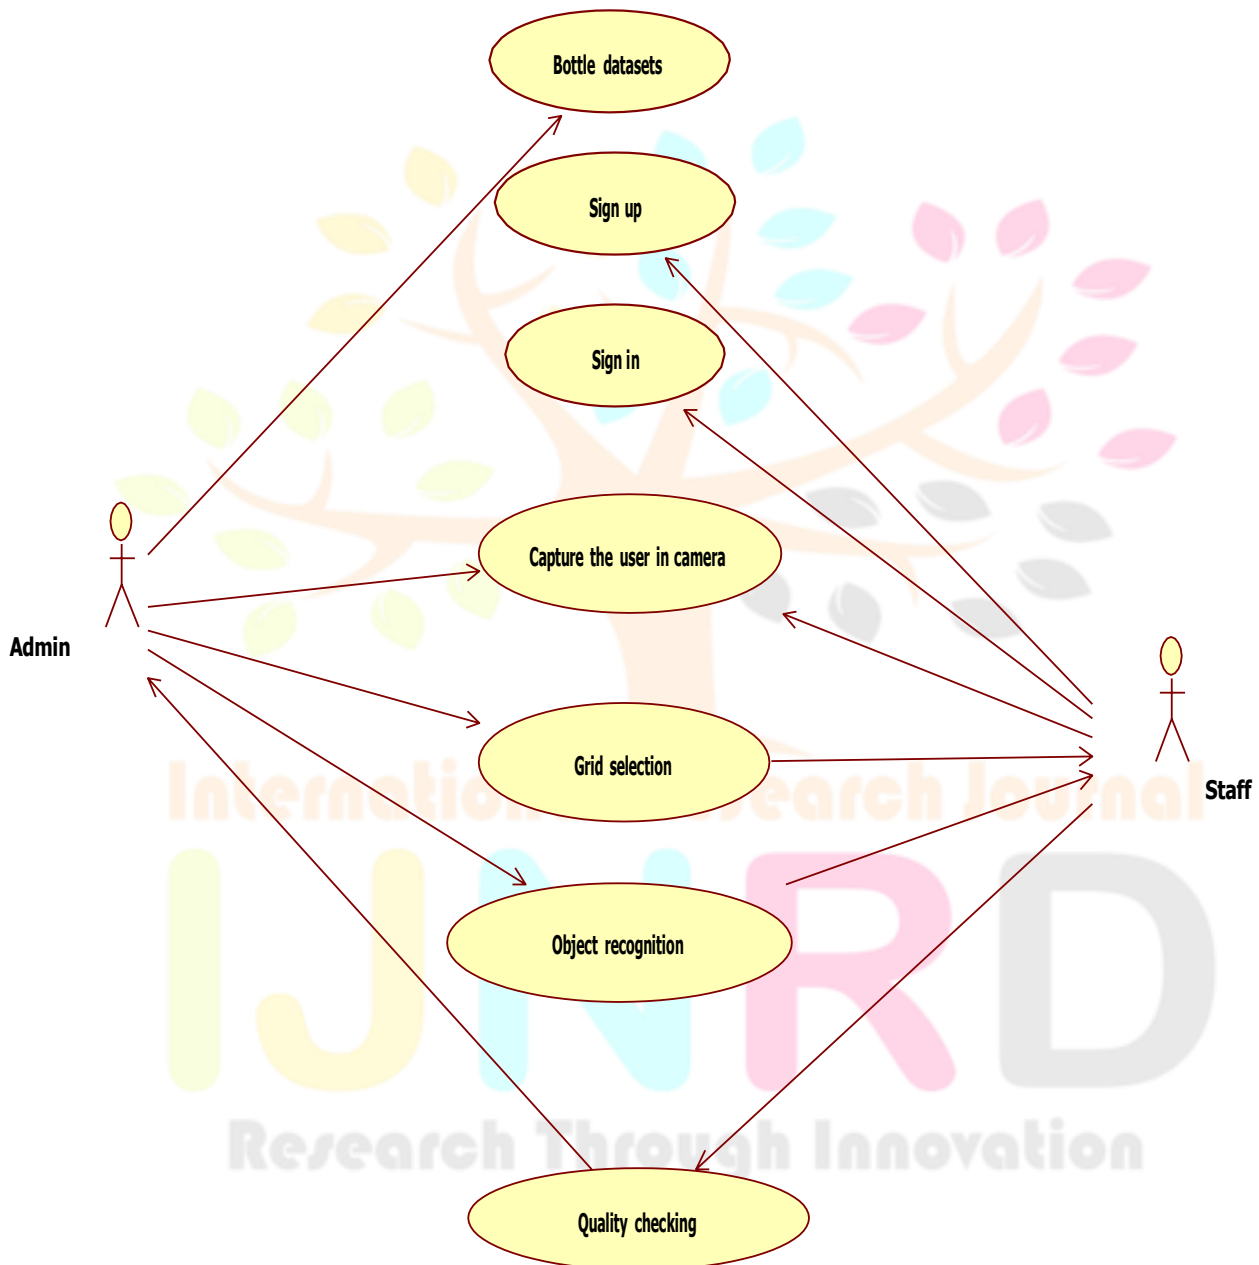 Bottle datasets
Sign up
Sign in
Capture the user in camera
Admin
Grid selection
Staff
International Research Journal
Object recognition
IJNRD
Research Through Innovation
Quality checking